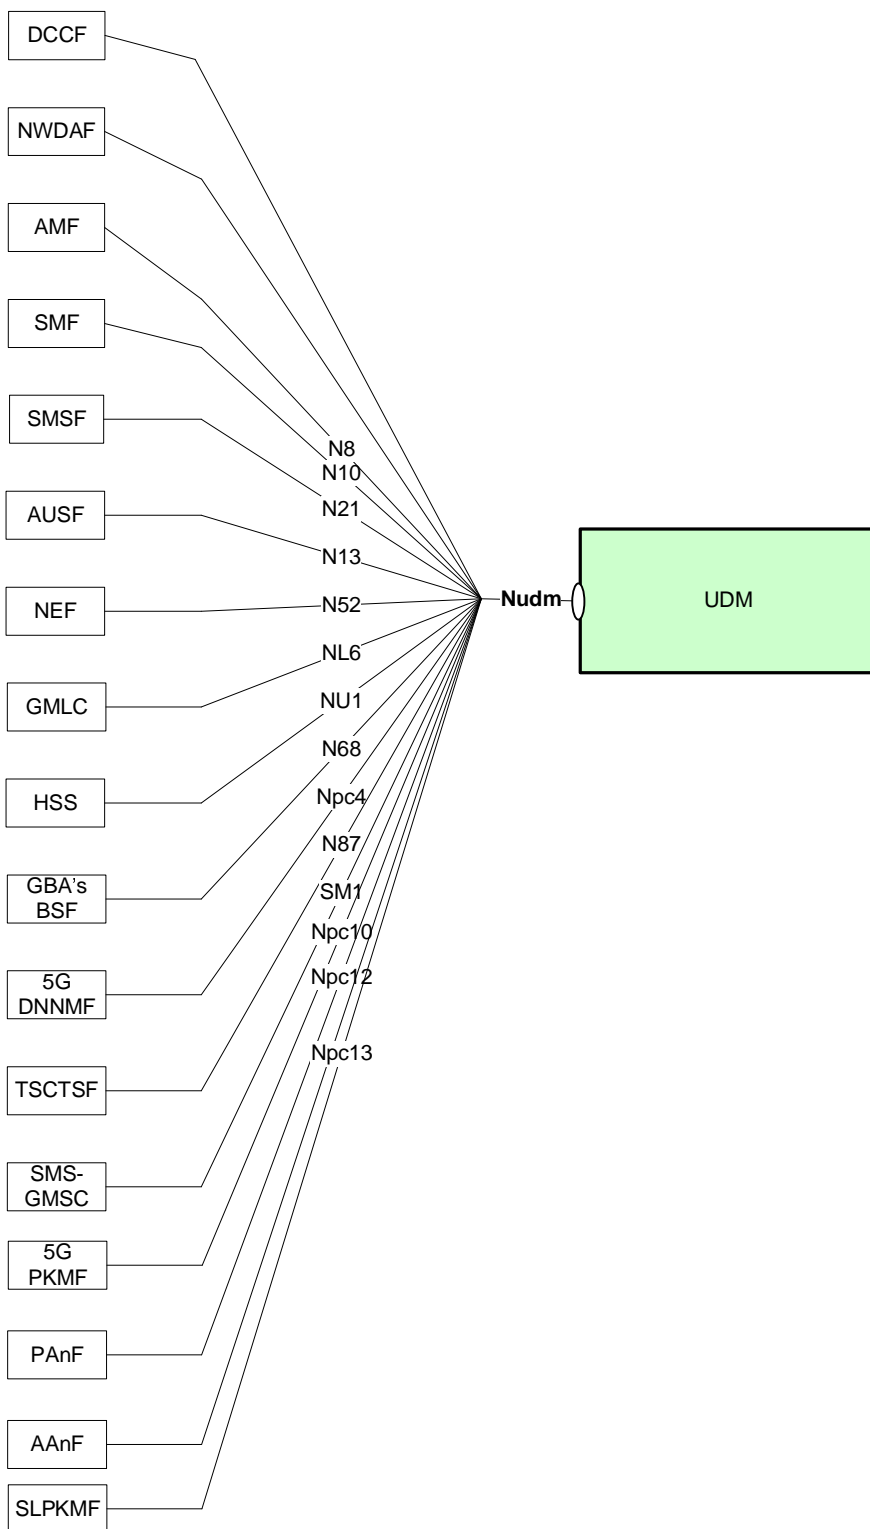 DCCF
NWDAF
AMF
SMF
SMSF
AUSF
NEF
GMLC
HSS
GBA's
BSF
5G
DNNMF
TSCTSF
SMS-
GMSC
5G
PKMF
PAnF
AAnF
SLPKMF
N8
N10
N21
N13
N52
NL6
NU1
N68
Npc4
N87
SM1
Npc10
Npc12
Npc13
Nudm
UDM